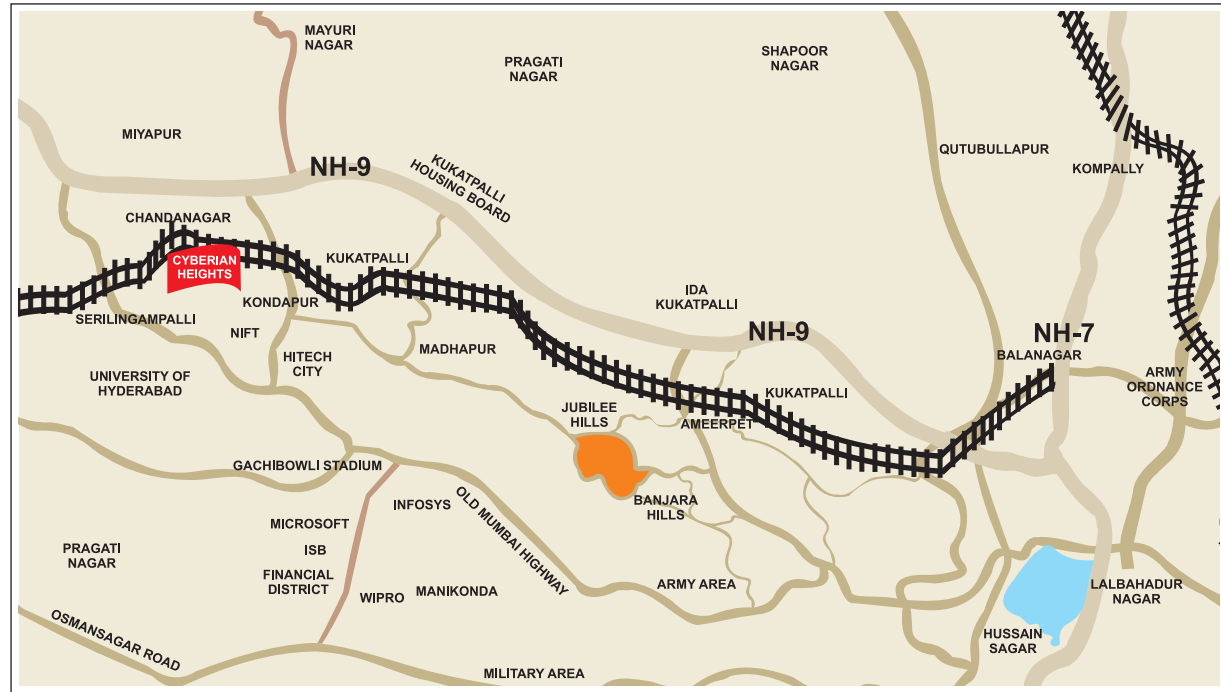 MAYURI
NAGAR
PRAGATI
NAGAR
SHAPOOR
NAGAR
MIYAPUR
NH-9
KUKATPALLI
HOUSING BOARD
QUTUBULLAPUR
KOMPALLY
CHANDANAGAR
CYBERIAN
HEIGHTS
KUKATPALLI
SERILINGAMPALLI
KONDAPUR
NIFT
HITECH
CITY
MADHAPUR
IDA
KUKATPALLI
NH-9
NH-7
BALANAGAR
ARMY
ORDNANCE
CORPS
UNIVERSITY OF
HYDERABAD
JUBILEE
HILLS
KUKATPALLI
AMEERPET
GACHIBOWLI STADIUM
INFOSYS
OLD MUMBAI HIGHWAY
BANJARA
HILLS
MICROSOFT
ISB
FINANCIAL
DISTRICT
PRAGATI
NAGAR
WIPRO
MANIKONDA
ARMY AREA
LALBAHADUR
NAGAR
HUSSAIN
SAGAR
OSMANSAGAR ROAD
MILITARY AREA